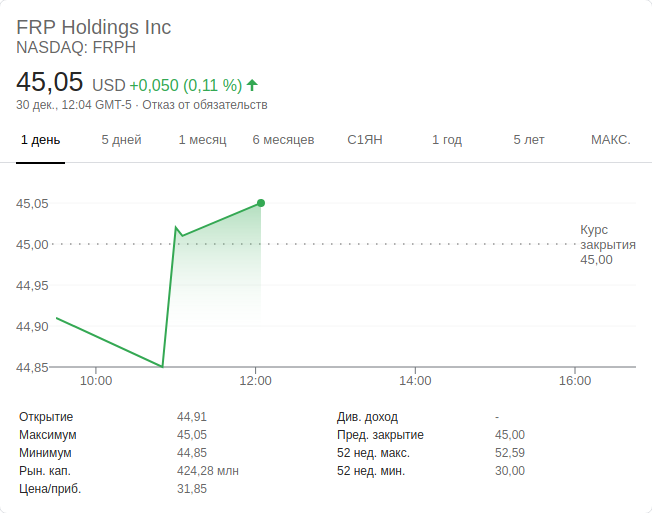 FRP Holdings Inc
NASDAQ: FRPH
45,05 USD +0,050 (0,11 %)
30 дек., 12:04 GMT-5 · Отказ от обязательств
1 день 5 дней 1 месяц 6 месяцев С1ЯН 1 год 5 лет МАКС.
45,05
45,00
44,95
44,90
44,85
Курс
закрытия
45,00
10:00 12:00 14:00 16:00
Открытие 44,91 Див. доход -
Максимум 45,05 Пред. закрытие 45,00
Минимум 44,85 52 нед. макс. 52,59
Рын. кап. 424,28 млн 52 нед. мин. 30,00
Цена/приб. 31,85